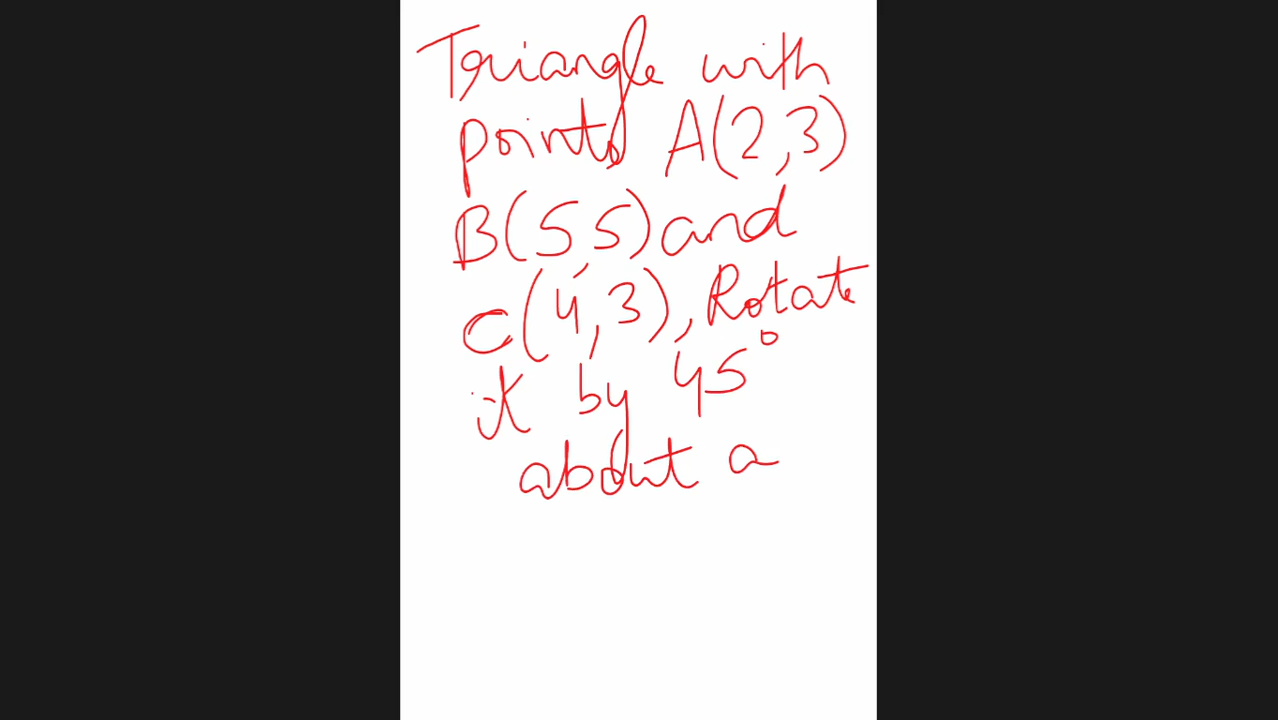 Triangle with
points A(2,3)
B(5,5) and
C(4,3), Rotate
it by 45°
about a